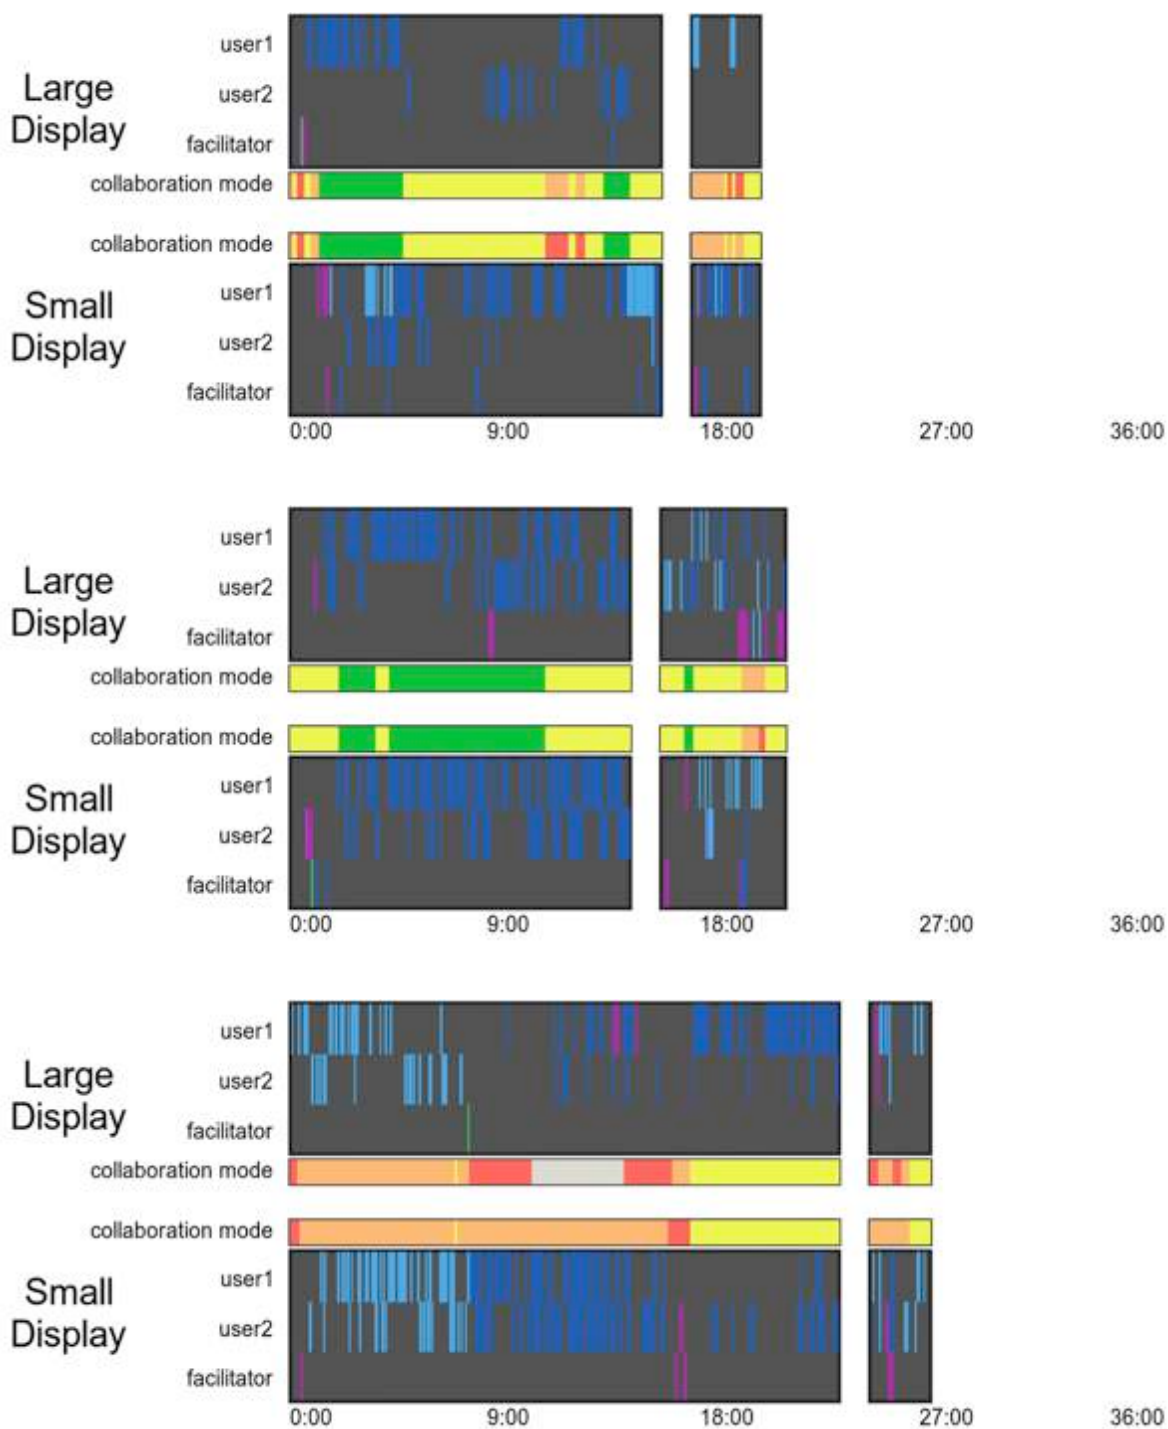 user1
Large
Display
user2
facilitator
collaboration mode
collaboration mode
user1
Small
Display
user2
facilitator
0:00 9:00 18:00 27:00 36:00
user1
Large
Display
user2
facilitator
collaboration mode
collaboration mode
user1
Small
Display
user2
facilitator
0:00 9:00 18:00 27:00 36:00
user1
Large
Display
user2
facilitator
collaboration mode
collaboration mode
user1
Small
Display
user2
facilitator
0:00 9:00 18:00 27:00 36:00